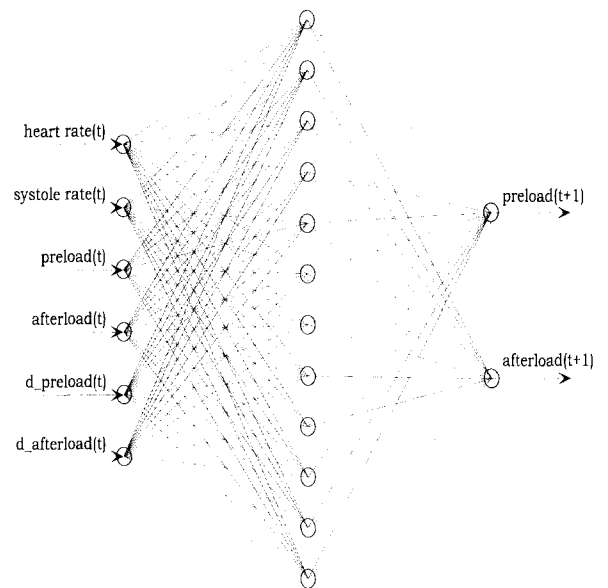 heart rate(t)
systole rate(t)
preload(t)
afterload(t)
d_preload(t)
d_afterload(t)
preload(t+1)
afterload(t+1)